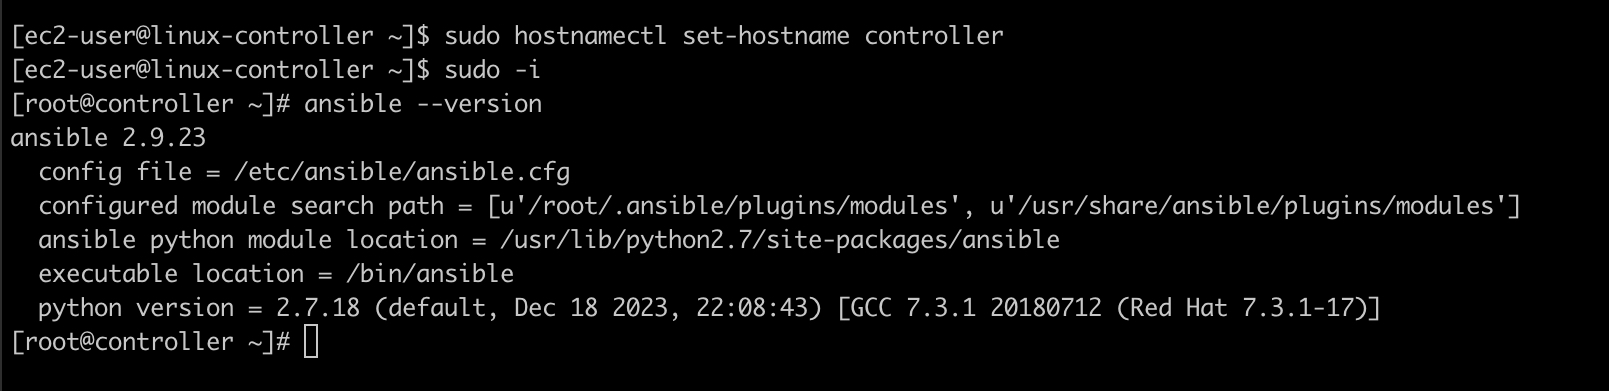 [ec2-user@linux-controller ~]$ sudo hostnamectl set-hostname controller
[ec2-user@linux-controller ~]$ sudo -i
[root@controller ~]# ansible --version
ansible 2.9.23
  config file = /etc/ansible/ansible.cfg
  configured module search path = [u'/root/.ansible/plugins/modules', u'/usr/share/ansible/plugins/modules']
  ansible python module location = /usr/lib/python2.7/site-packages/ansible
  executable location = /bin/ansible
  python version = 2.7.18 (default, Dec 18 2023, 22:08:43) [GCC 7.3.1 20180712 (Red Hat 7.3.1-17)]
[root@controller ~]#